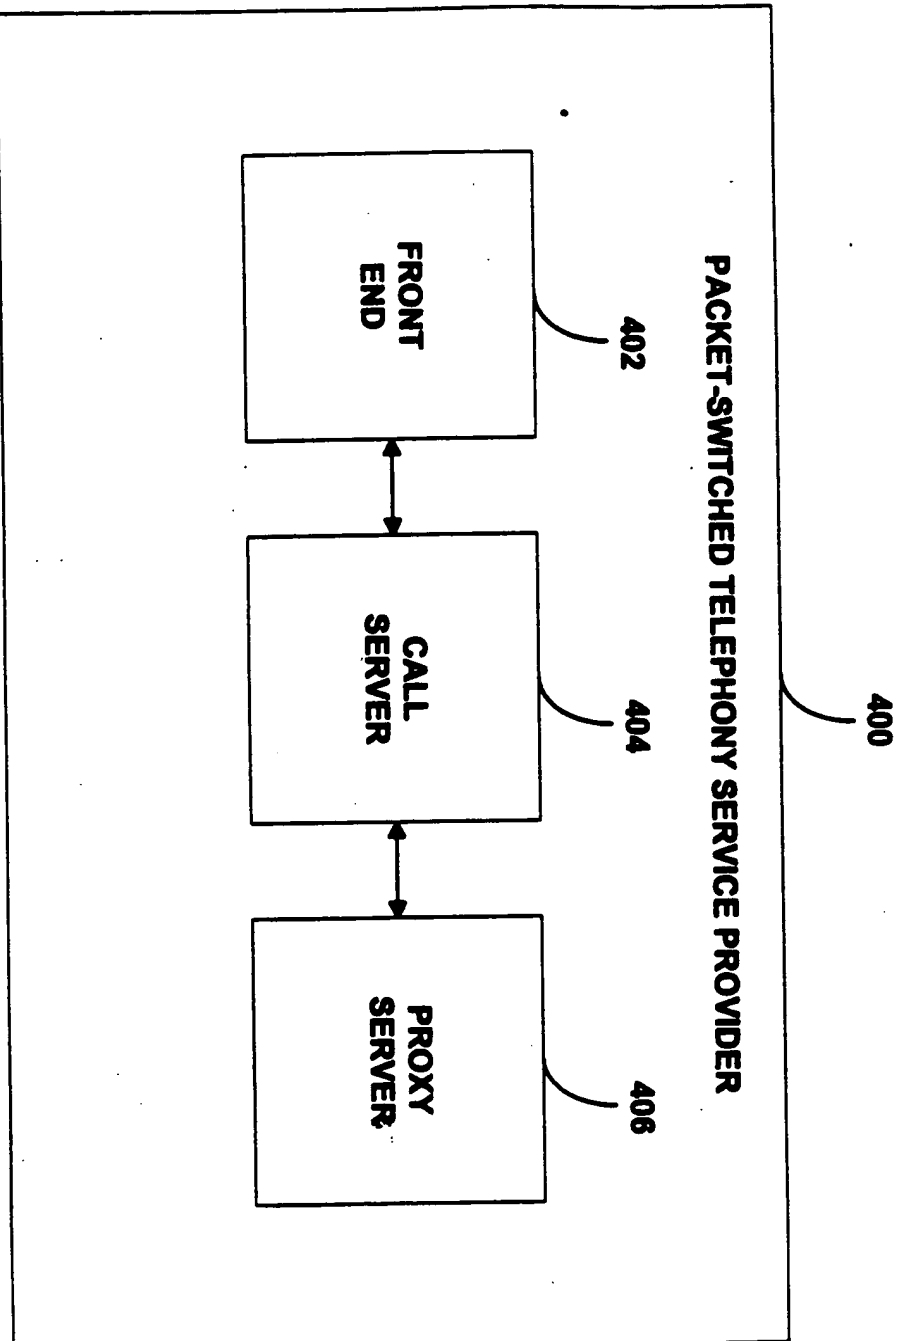 400
PACKET-SWITCHED TELEPHONY SERVICE PROVIDER
402
404
406
FRONT
END
CALL
SERVER
PROXY
SERVER